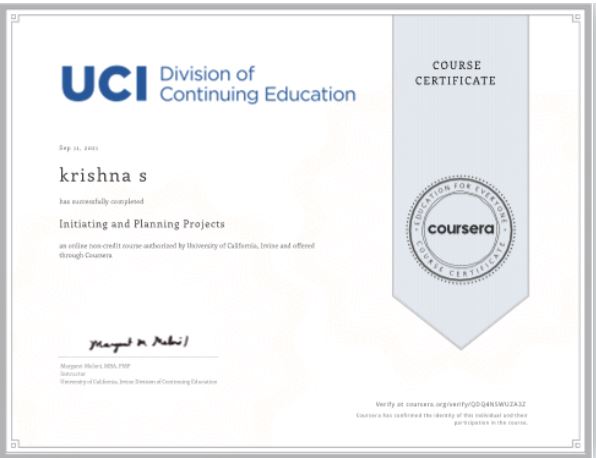 UCI Division of
Continuing Education
COURSE
CERTIFICATE
Sep 11, 2021
krishna s
has successfully completed
Initiating and Planning Projects
an online non-credit course authorized by University of California, Irvine and offered
through Coursera
EDUCATION FOR EVERYONE
coursera
COURSE CERTIFICATE
Margaret Meloni, MBA, PMP
Instructor
University of California, Irvine Division of Continuing Education
Verify at coursera.org/verify/QDQ4NSWUZA3Z
Coursera has confirmed the identity of this individual and their
participation in the course.